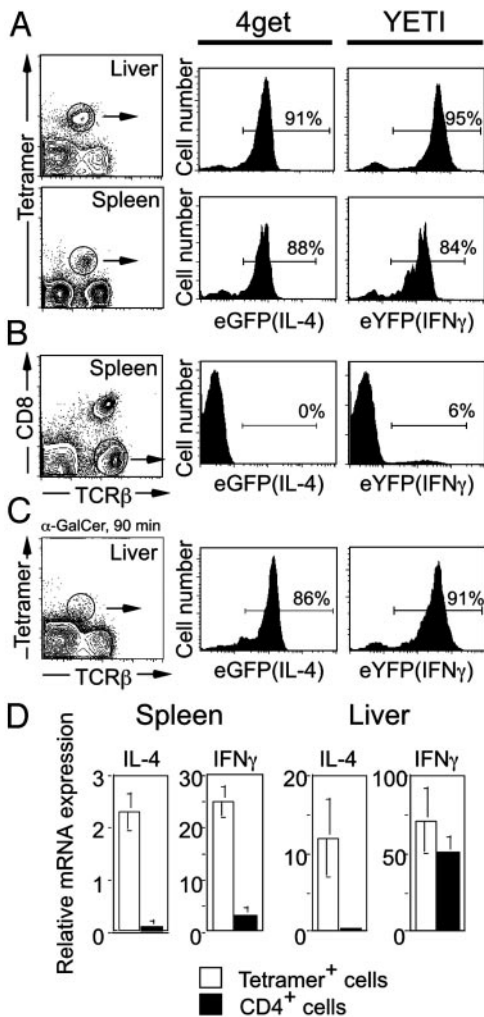 A
4get
YETI
Tetramer
Liver
Cell number
91%
95%
Spleen
Cell number
88%
84%
eGFP(IL-4)
eYFP(IFNγ)
B
CD8
Spleen
Cell number
0%
6%
TCRβ
eGFP(IL-4)
eYFP(IFNγ)
C
α-GalCer, 90 min
Tetramer
Liver
Cell number
86%
91%
TCRβ
eGFP(IL-4)
eYFP(IFNγ)
D
Spleen
Liver
IL-4
IFNγ
IL-4
IFNγ
Relative mRNA expression
3
2
1
0
30
20
10
0
20
10
0
100
50
0
Tetramer+ cells
CD4+ cells